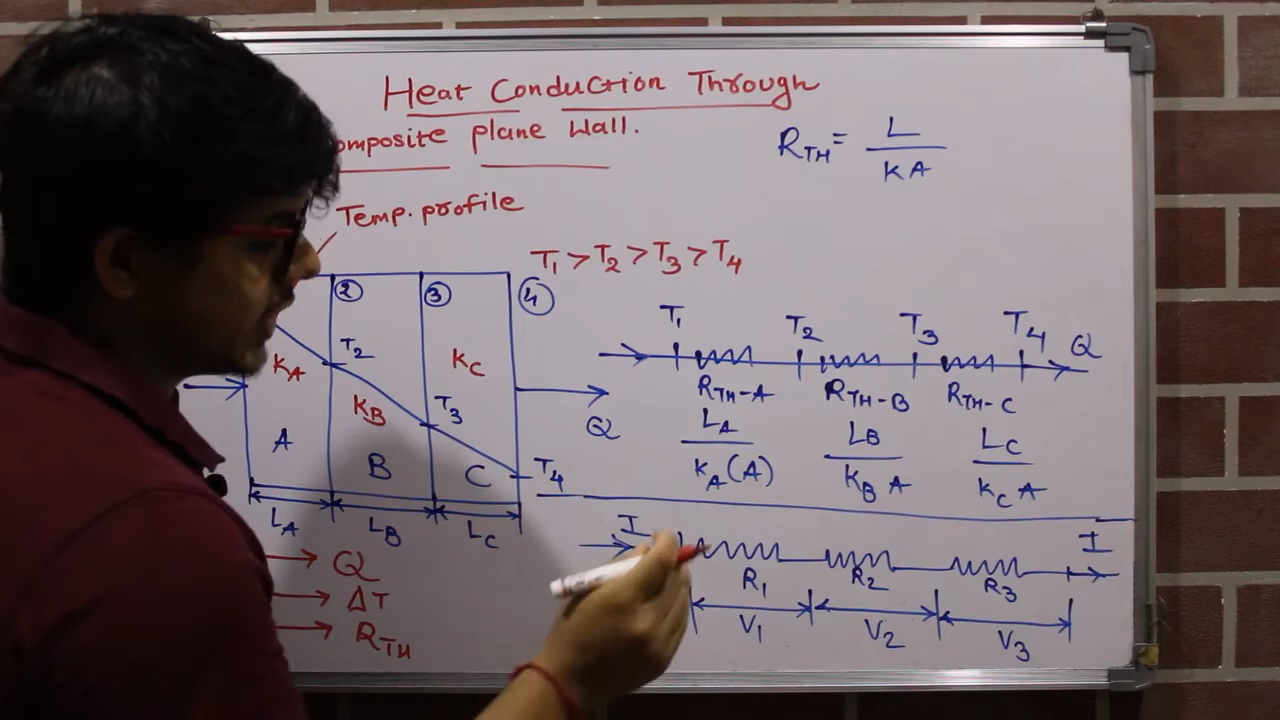 Heat Conduction Through
omposite plane Wall.
R_TH = L / KA
Temp. profile
T₁ > T₂ > T₃ > T₄
② ③ ④
T₁ T₂ T₃ T₄ Q
T₂
K_A K_C
K_B T₃
R_TH-A R_TH-B R_TH-C
Q
L_A / K_A(A) L_B / K_B A L_C / K_C A
A B C T₄
L_A L_B L_C
I I
R₁ R₂ R₃
V₁ V₂ V₃
Q
ΔT
R_TH